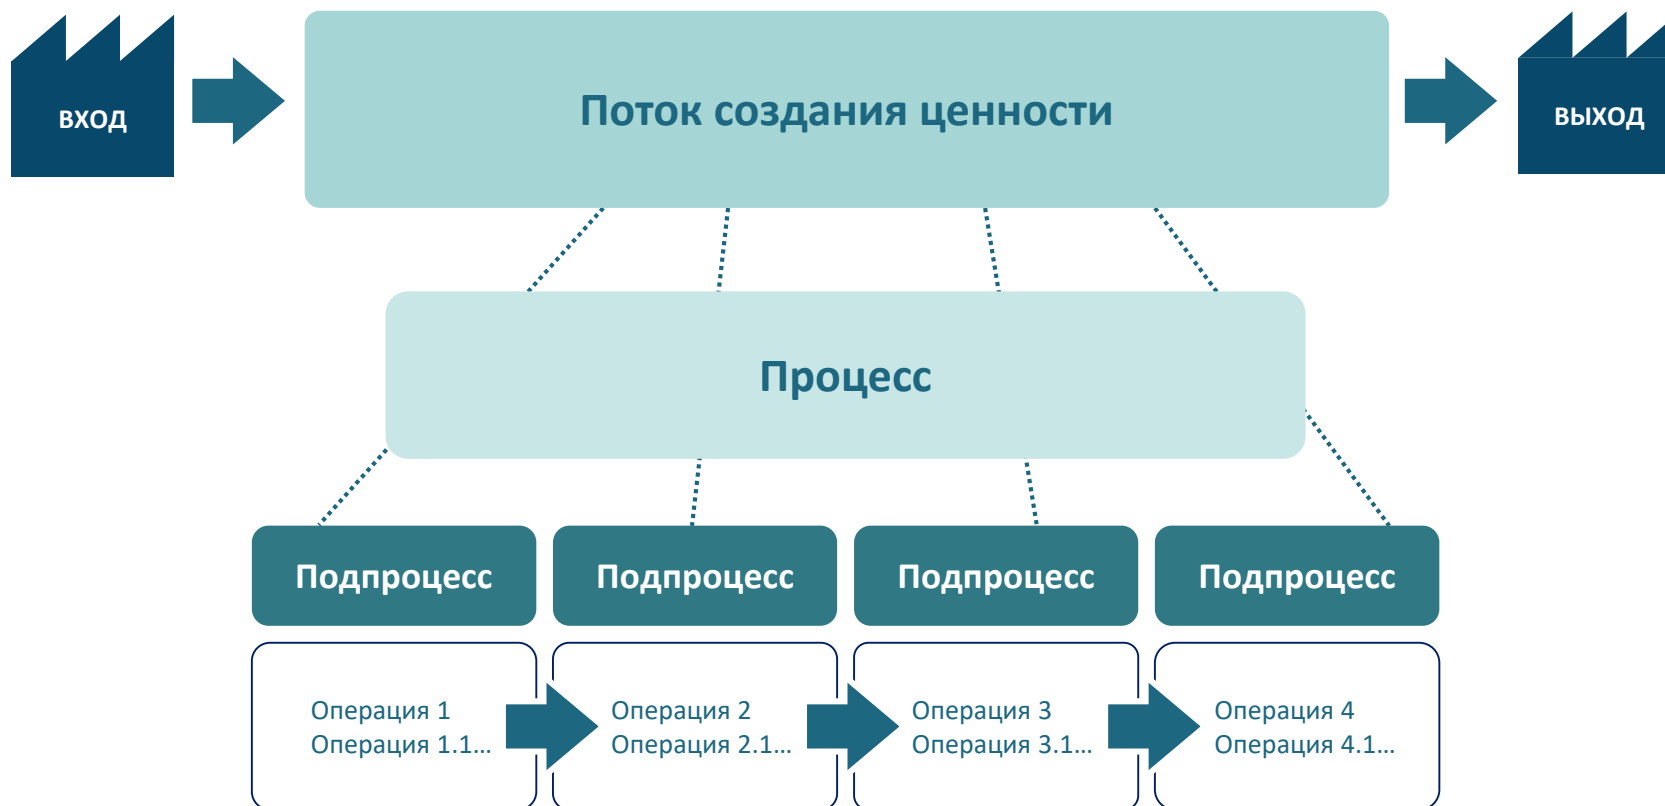 ВХОД
Поток создания ценности
ВЫХОД
Процесс
Подпроцесс
Подпроцесс
Подпроцесс
Подпроцесс
Операция 1
Операция 1.1...
Операция 2
Операция 2.1...
Операция 3
Операция 3.1...
Операция 4
Операция 4.1...